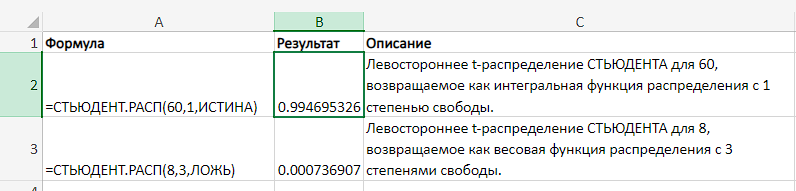 A B C
1 Формула Результат Описание
Левостороннее t-распределение СТЬЮДЕНТА для 60,
2 возвращаемое как интегральная функция распределения с 1
=СТЬЮДЕНТ.РАСП(60,1,ИСТИНА) 0.994695326 степенью свободы.
Левостороннее t-распределение СТЬЮДЕНТА для 8,
3 возвращаемое как весовая функция распределения с 3
=СТЬЮДЕНТ.РАСП(8,3,ЛОЖЬ) 0.000736907 степенями свободы.